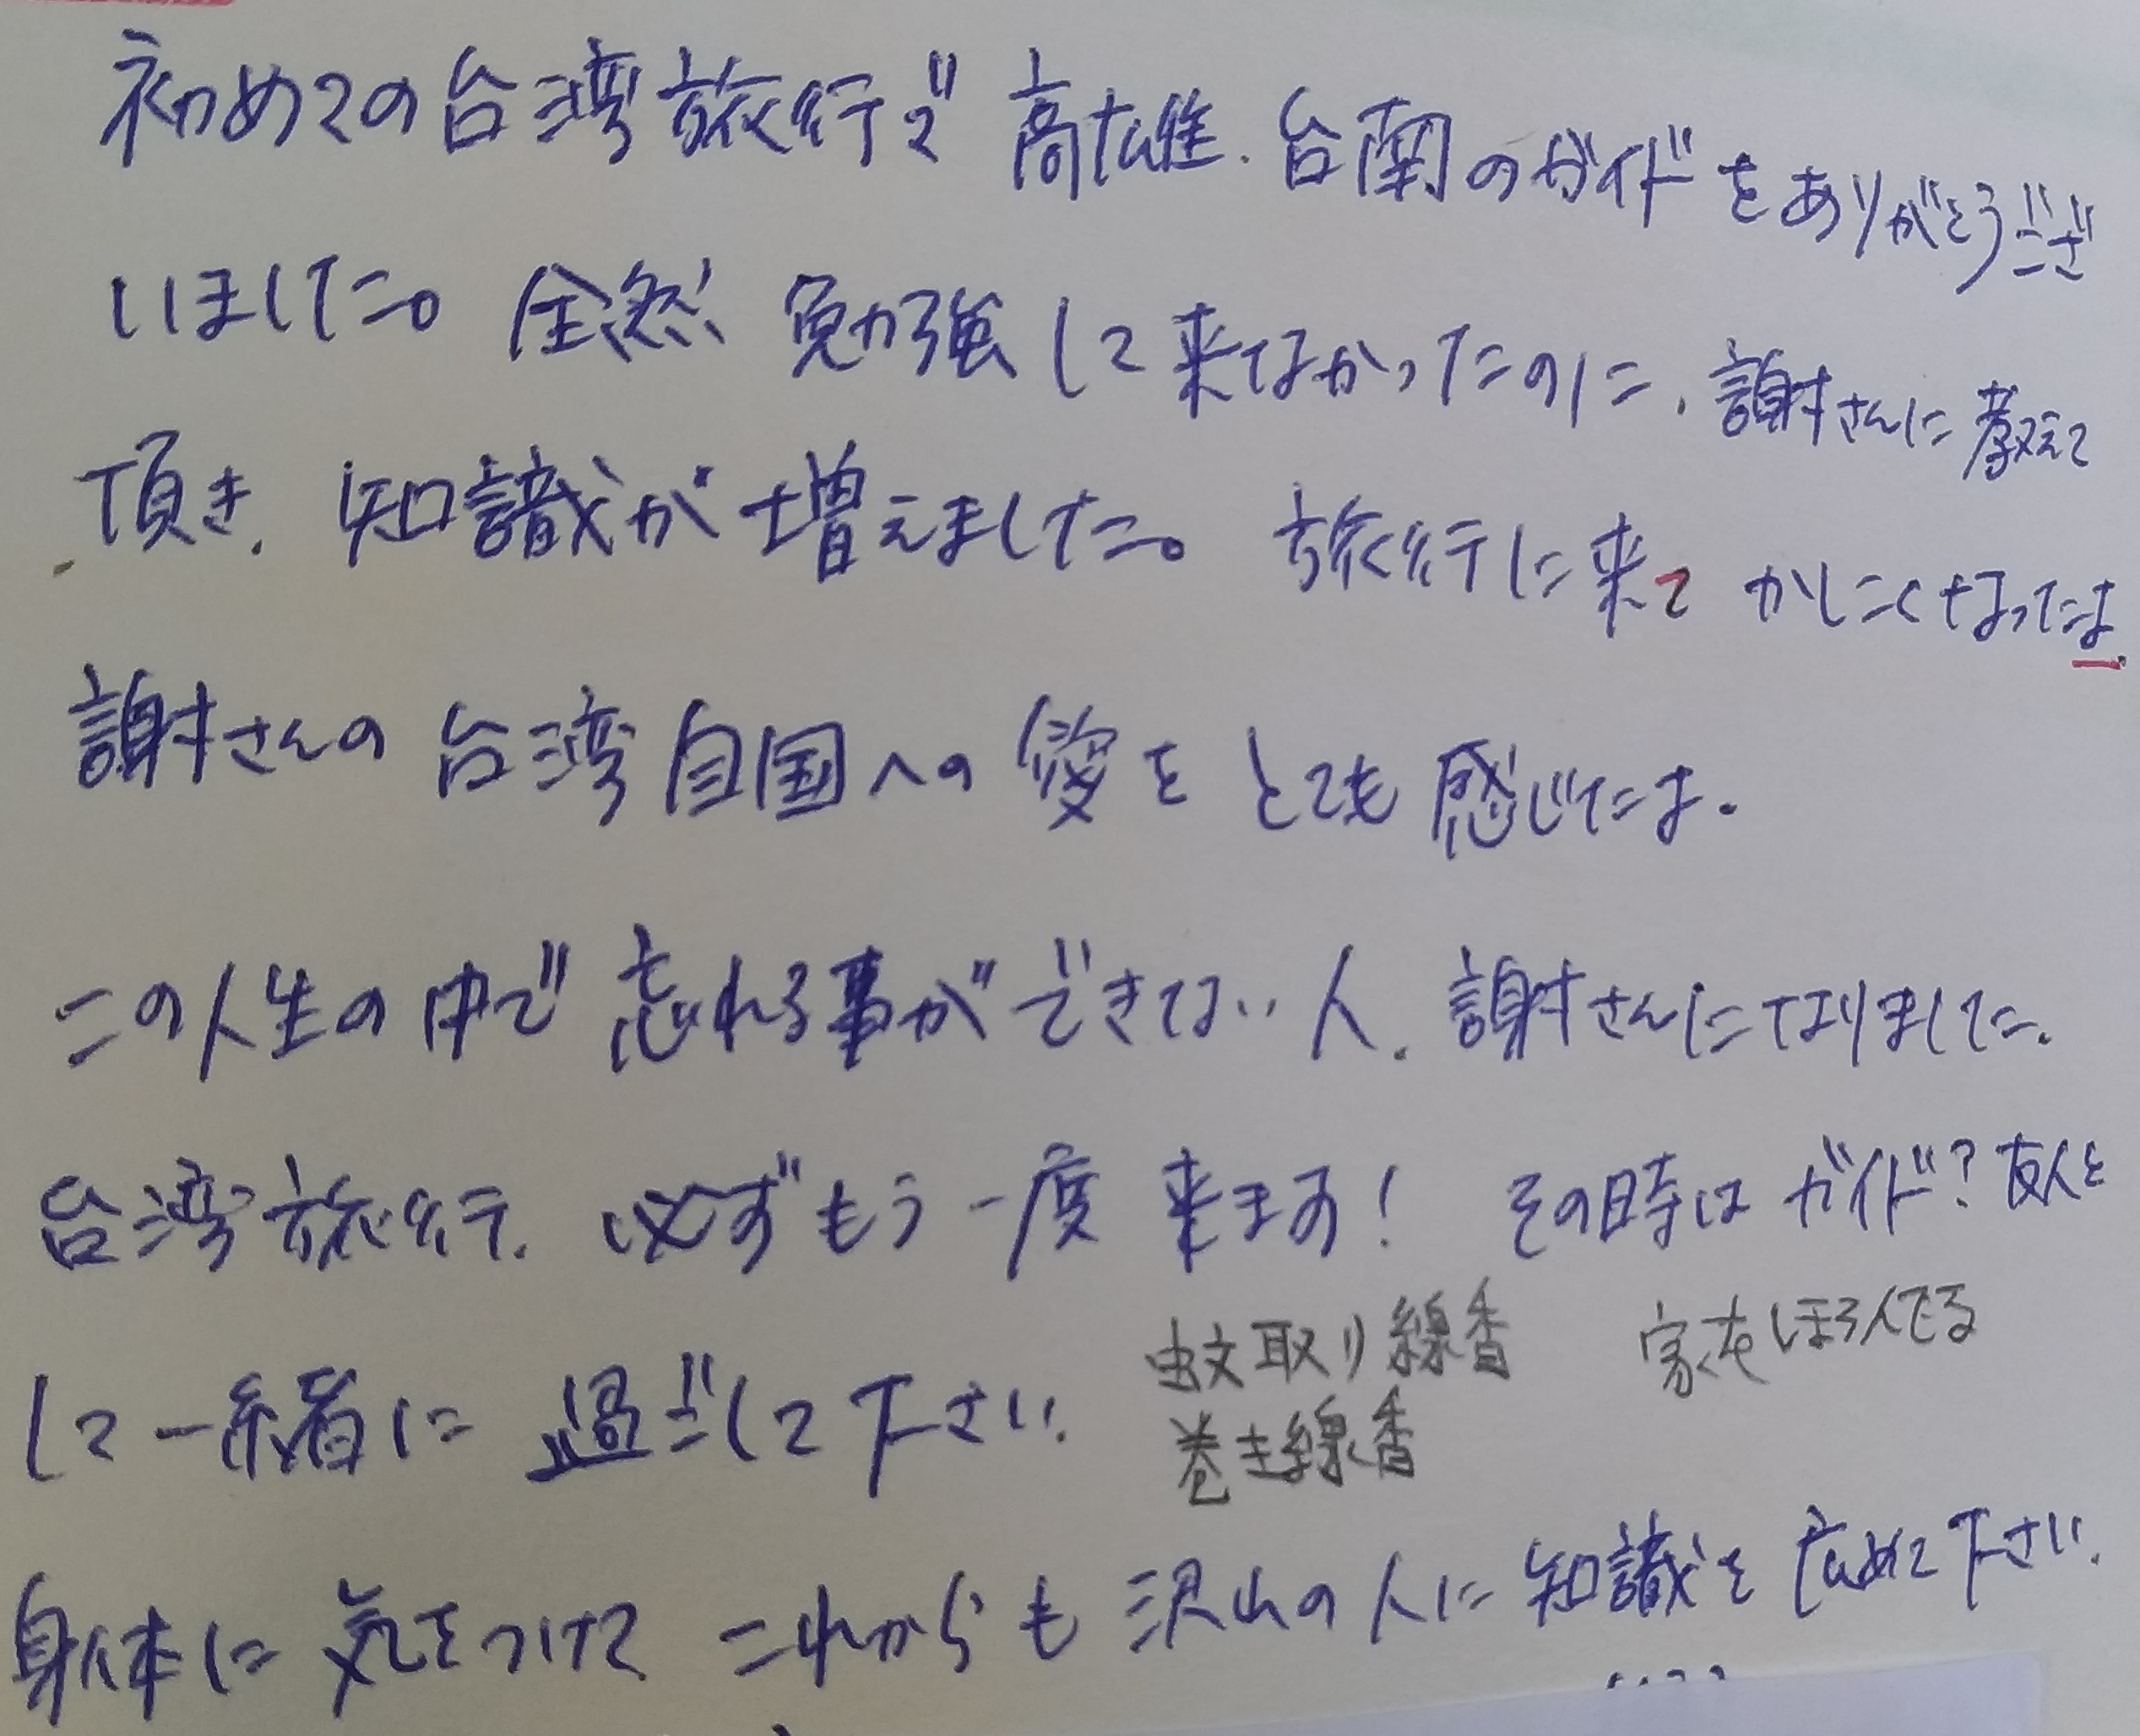 初めての台湾旅行で高雄、台南のガイドをありがとうござ
いました。全然勉強して来なかったのに、謝さんに教えて
頂き、知識が増えました。旅行に来てかしこくなったよ。
謝さんの台湾自国への愛をとても感じたよ。
この人生の中で忘れる事ができない人、謝さんになりました。
台湾旅行、必ずもう一度来ます！その時はガイド？友人と
して一緒に過ごして下さい。
蚊取り線香
巻き線香
身体に気をつけてこれからも沢山の人に知識を広めて下さい。